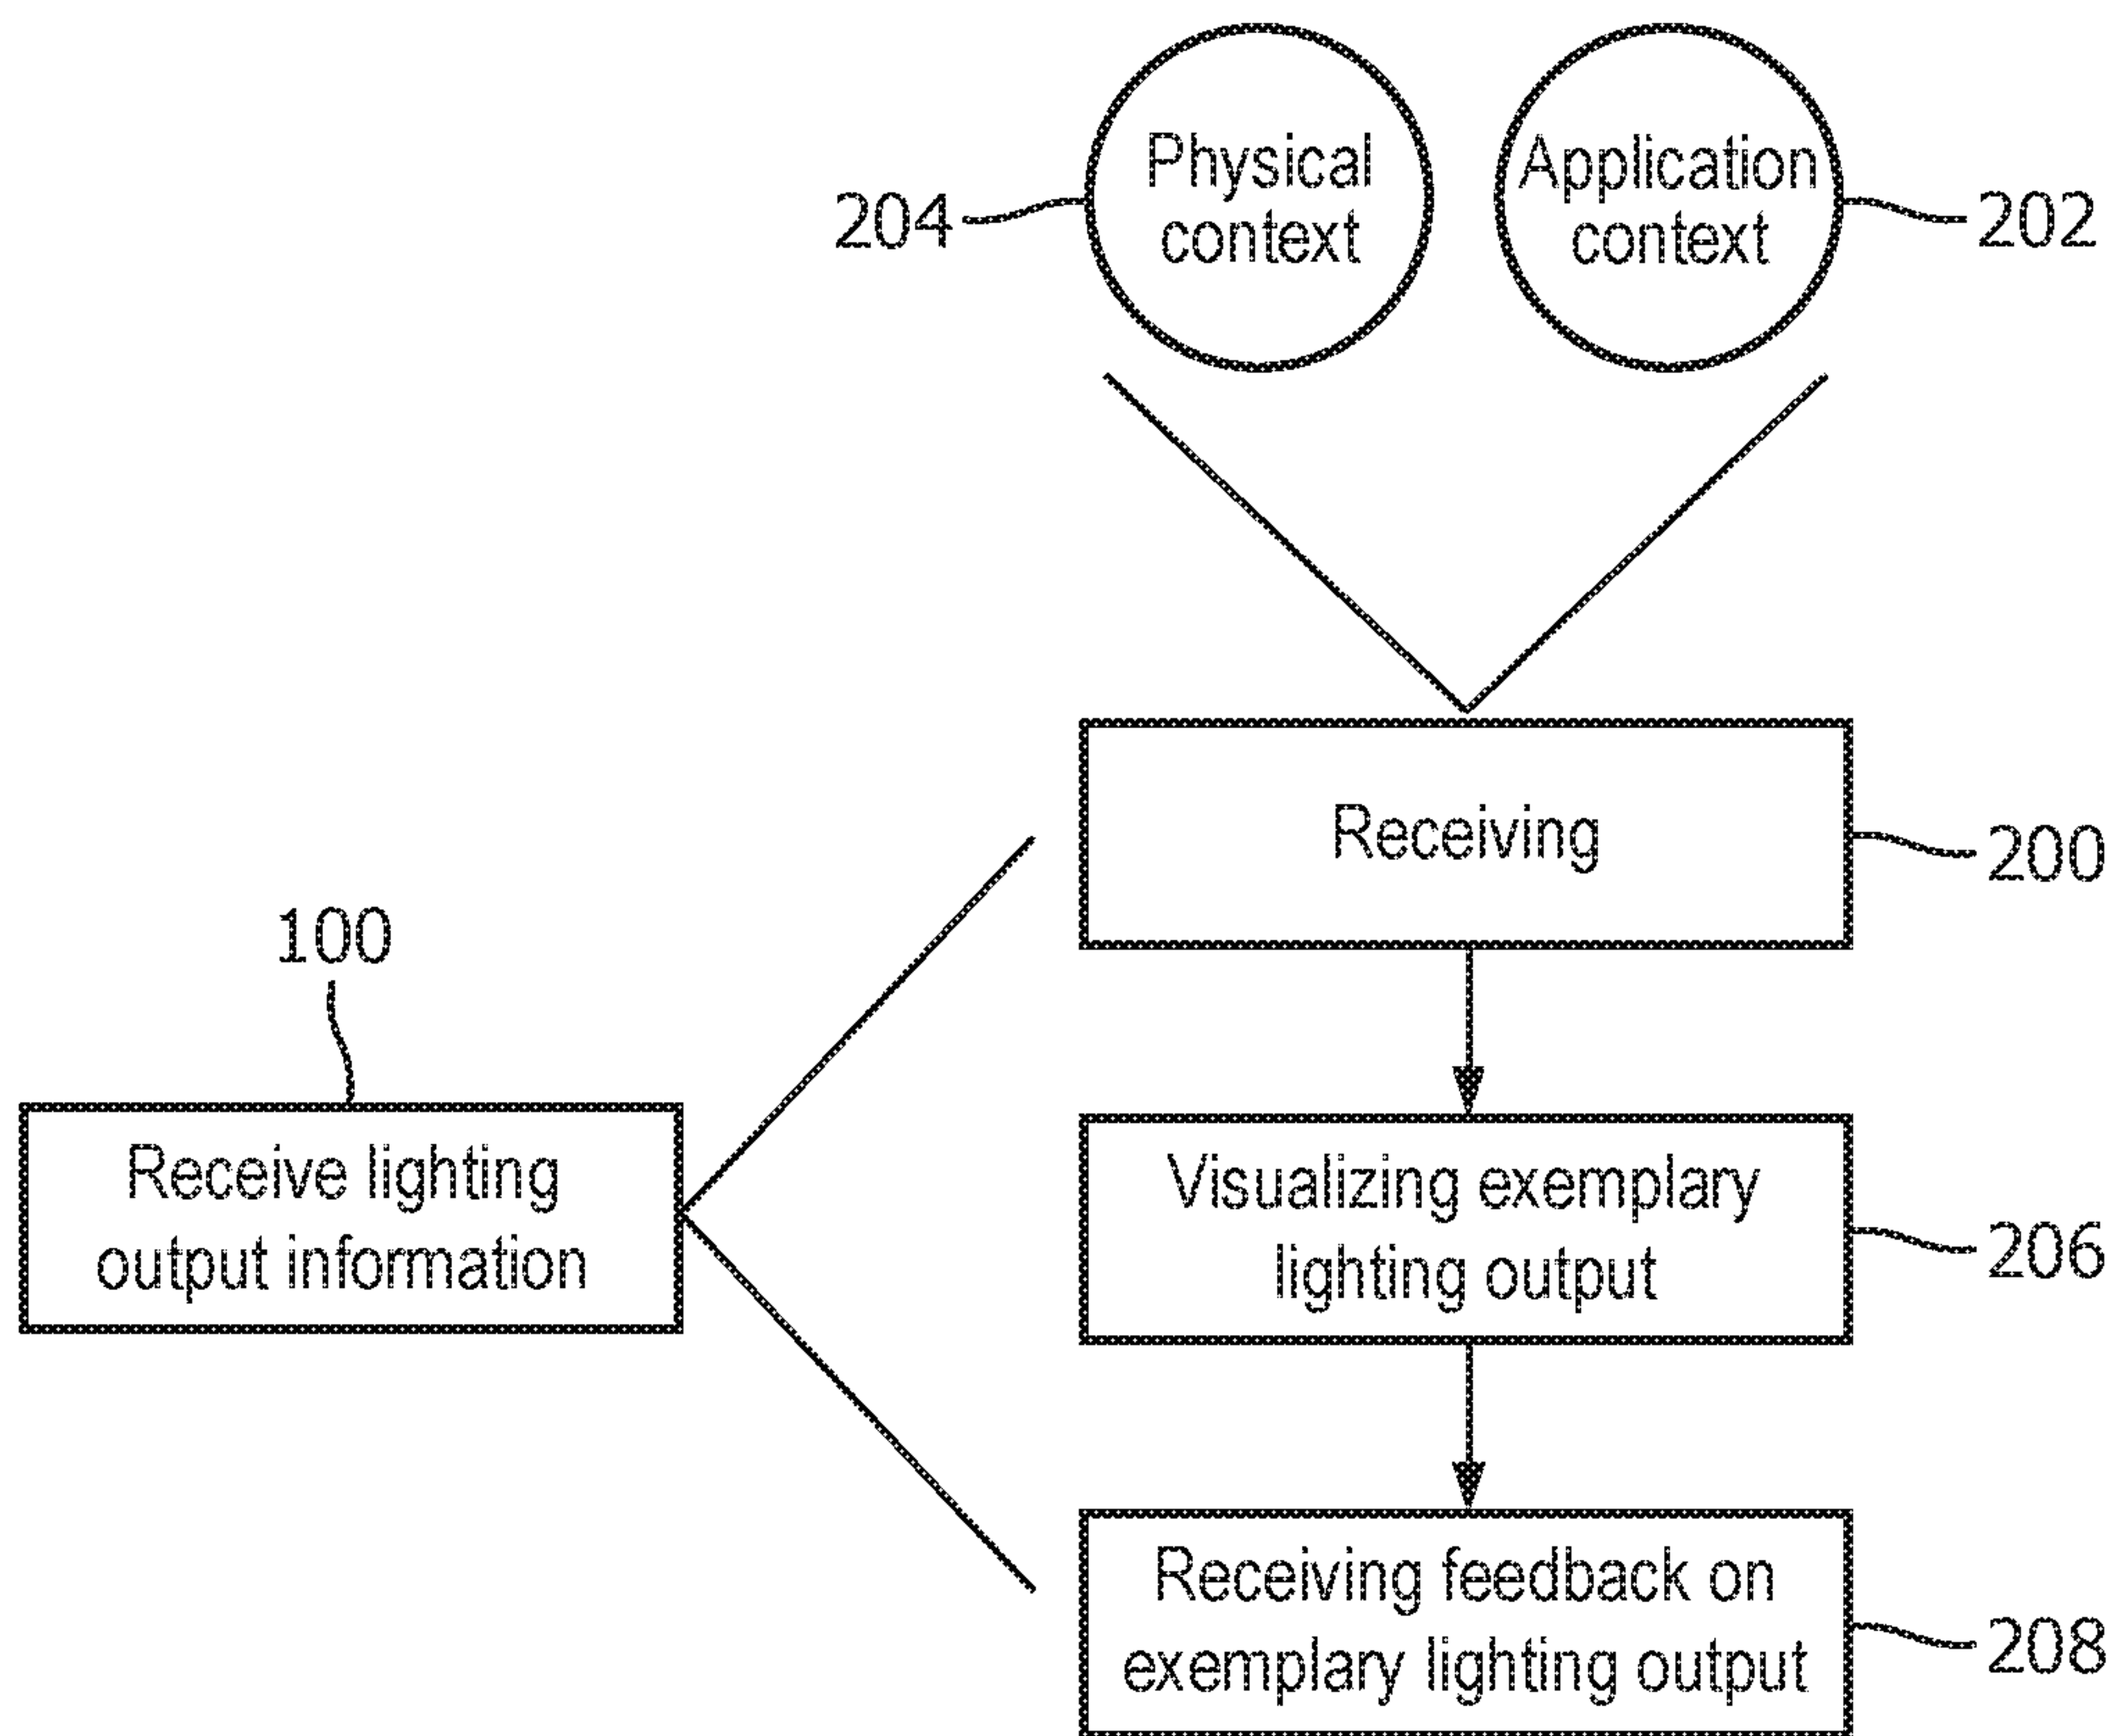 Physical
context
204
Application
context
202
Receiving
200
100
Receive lighting
output information
Visualizing exemplary
lighting output
206
Receiving feedback on
exemplary lighting output
208